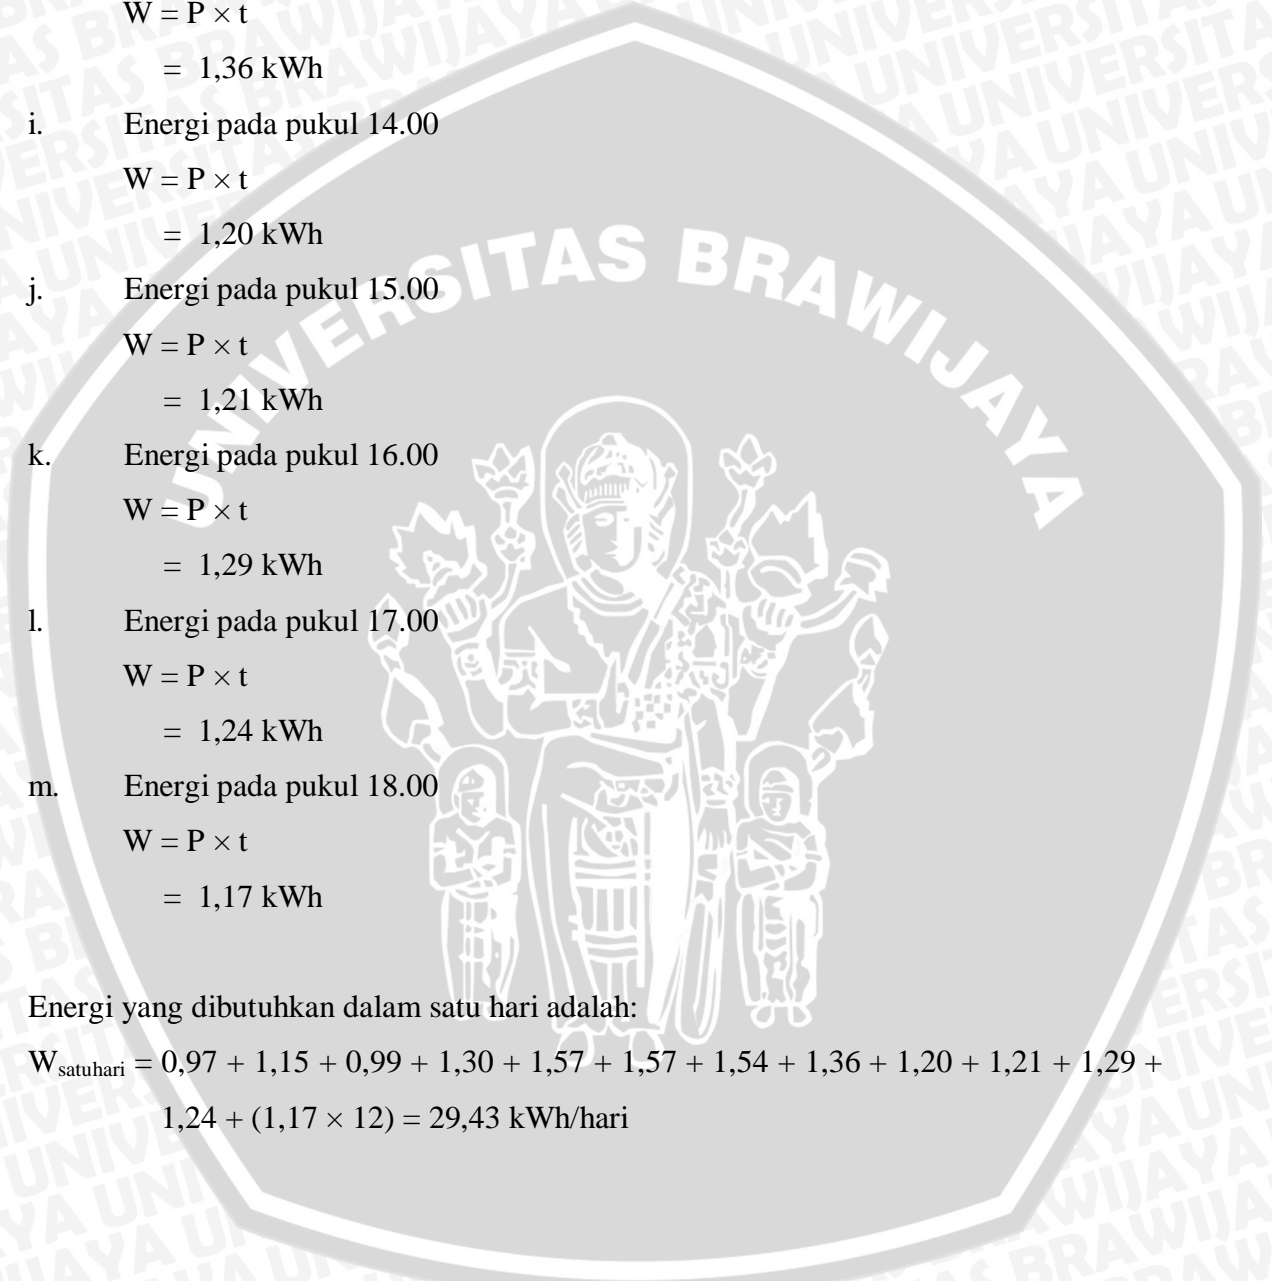 W = P × t
= 1,36 kWh
i. Energi pada pukul 14.00
W = P × t
= 1,20 kWh
j. Energi pada pukul 15.00
W = P × t
= 1,21 kWh
k. Energi pada pukul 16.00
W = P × t
= 1,29 kWh
l. Energi pada pukul 17.00
W = P × t
= 1,24 kWh
m. Energi pada pukul 18.00
W = P × t
= 1,17 kWh
Energi yang dibutuhkan dalam satu hari adalah:
Wsatuhari = 0,97 + 1,15 + 0,99 + 1,30 + 1,57 + 1,57 + 1,54 + 1,36 + 1,20 + 1,21 + 1,29 +
1,24 + (1,17 × 12) = 29,43 kWh/hari
UNIVERSITAS BRAWIJAYA